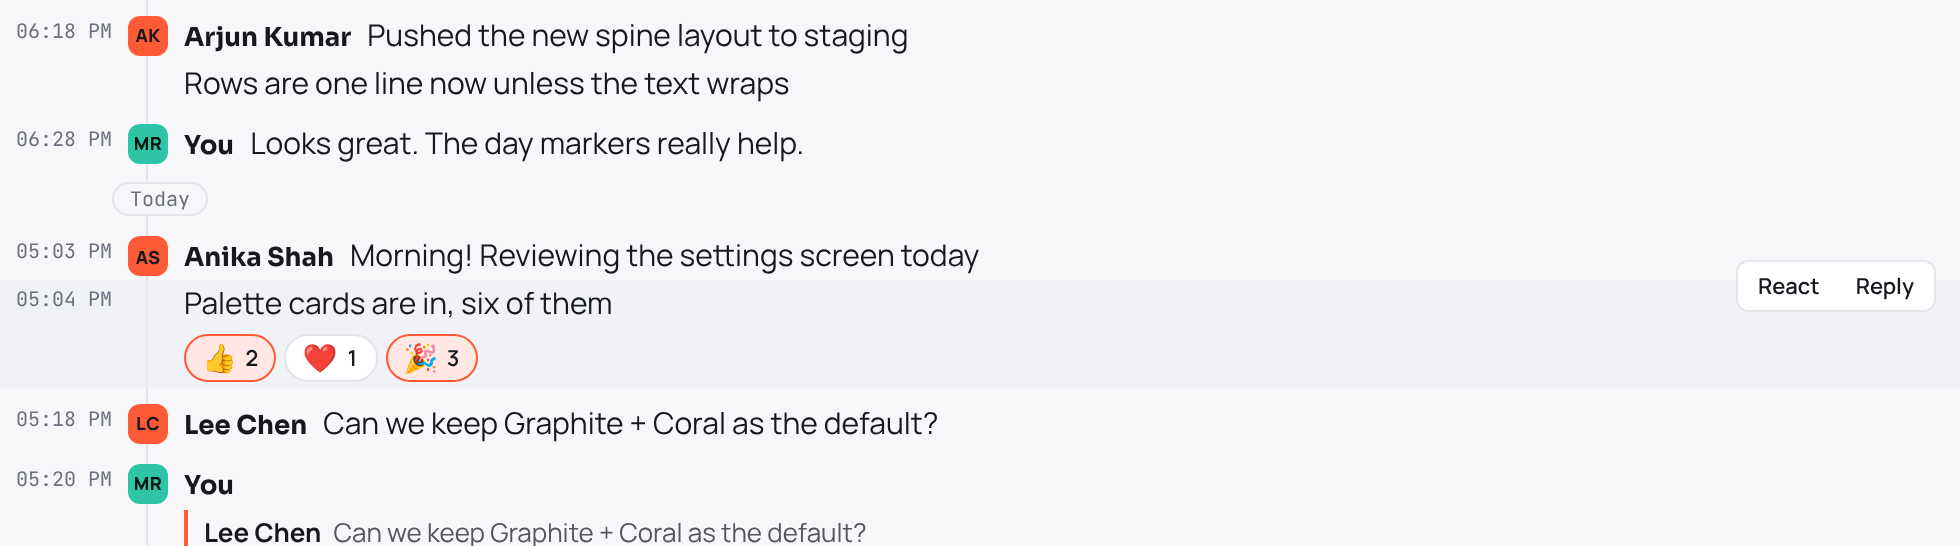 06:18 PM AK Arjun Kumar Pushed the new spine layout to staging
Rows are one line now unless the text wraps
06:28 PM MR You Looks great. The day markers really help.
Today
05:03 PM AS Anika Shah Morning! Reviewing the settings screen today
React Reply
05:04 PM Palette cards are in, six of them
👍 2 ❤️ 1 🎉 3
05:18 PM LC Lee Chen Can we keep Graphite + Coral as the default?
05:20 PM MR You
Lee Chen Can we keep Graphite + Coral as the default?